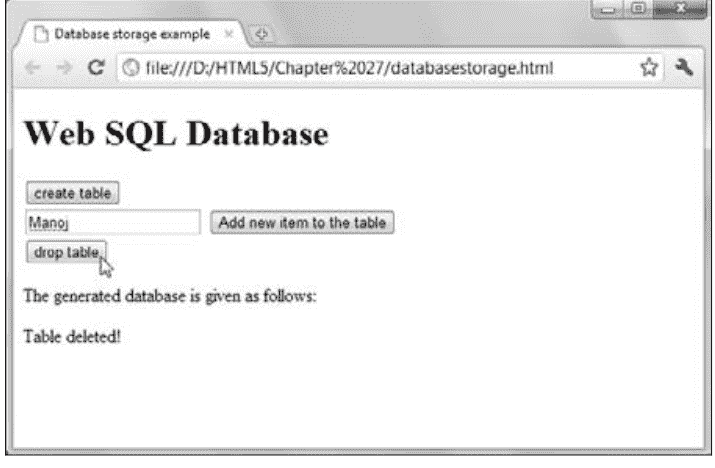 Database storage example
file:///D:/HTML5/Chapter%2027/databasestorage.html
Web SQL Database
create table
Manoj Add new item to the table
drop table
The generated database is given as follows:
Table deleted!